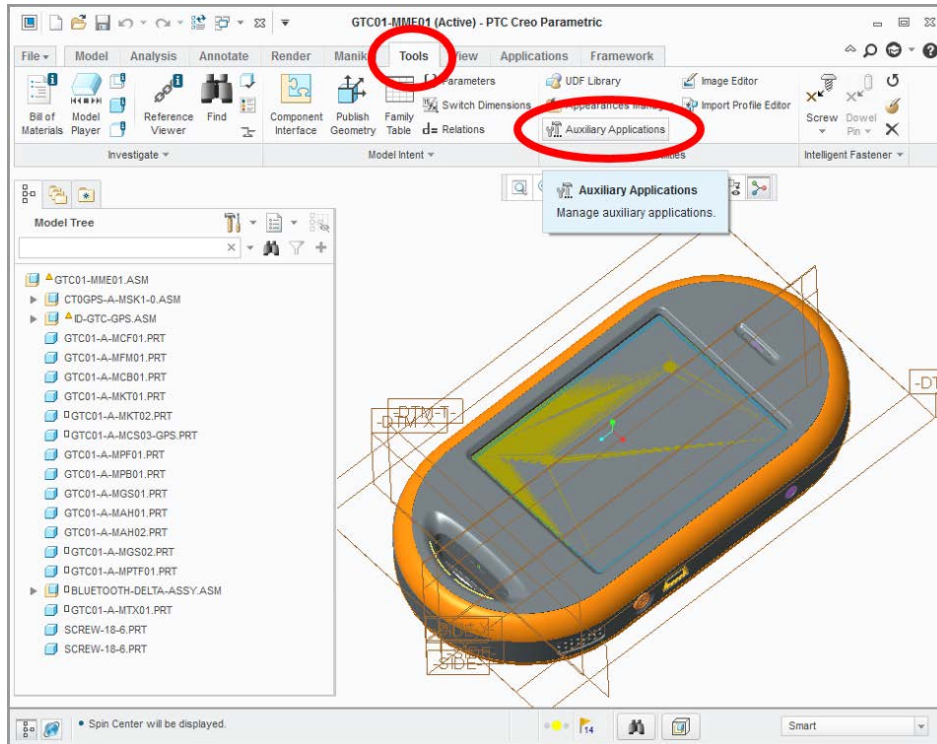 GTC01-MME01 (Active) - PTC Creo Parametric
File Model Analysis Annotate Render Tools View Applications Framework
Bill of Materials
Model Player
Reference Viewer
Find
Component Interface
Publish Geometry
Family Table
Parameters
Switch Dimensions
d= Relations
UDF Library
Auxiliary Applications
Image Editor
Import Profile Editor
Screw
Dowel Pin
Investigate
Model Intent
Intelligent Fastener
Auxiliary Applications
Manage auxiliary applications.
Model Tree
GTC01-MME01.ASM
CT0GPS-A-MSK1-0.ASM
ID-GTC-GPS.ASM
GTC01-A-MCF01.PRT
GTC01-A-MFM01.PRT
GTC01-A-MCB01.PRT
GTC01-A-MKT01.PRT
GTC01-A-MKT02.PRT
GTC01-A-MCS03-GPS.PRT
GTC01-A-MPF01.PRT
GTC01-A-MPB01.PRT
GTC01-A-MGS01.PRT
GTC01-A-MAH01.PRT
GTC01-A-MAH02.PRT
GTC01-A-MGS02.PRT
GTC01-A-MPTF01.PRT
BLUETOOTH-DELTA-ASSY.ASM
GTC01-A-MTX01.PRT
SCREW-18-6.PRT
SCREW-18-6.PRT
-DTM-T-
-DTM-X-
-SIDE-
• Spin Center will be displayed.
14
Smart